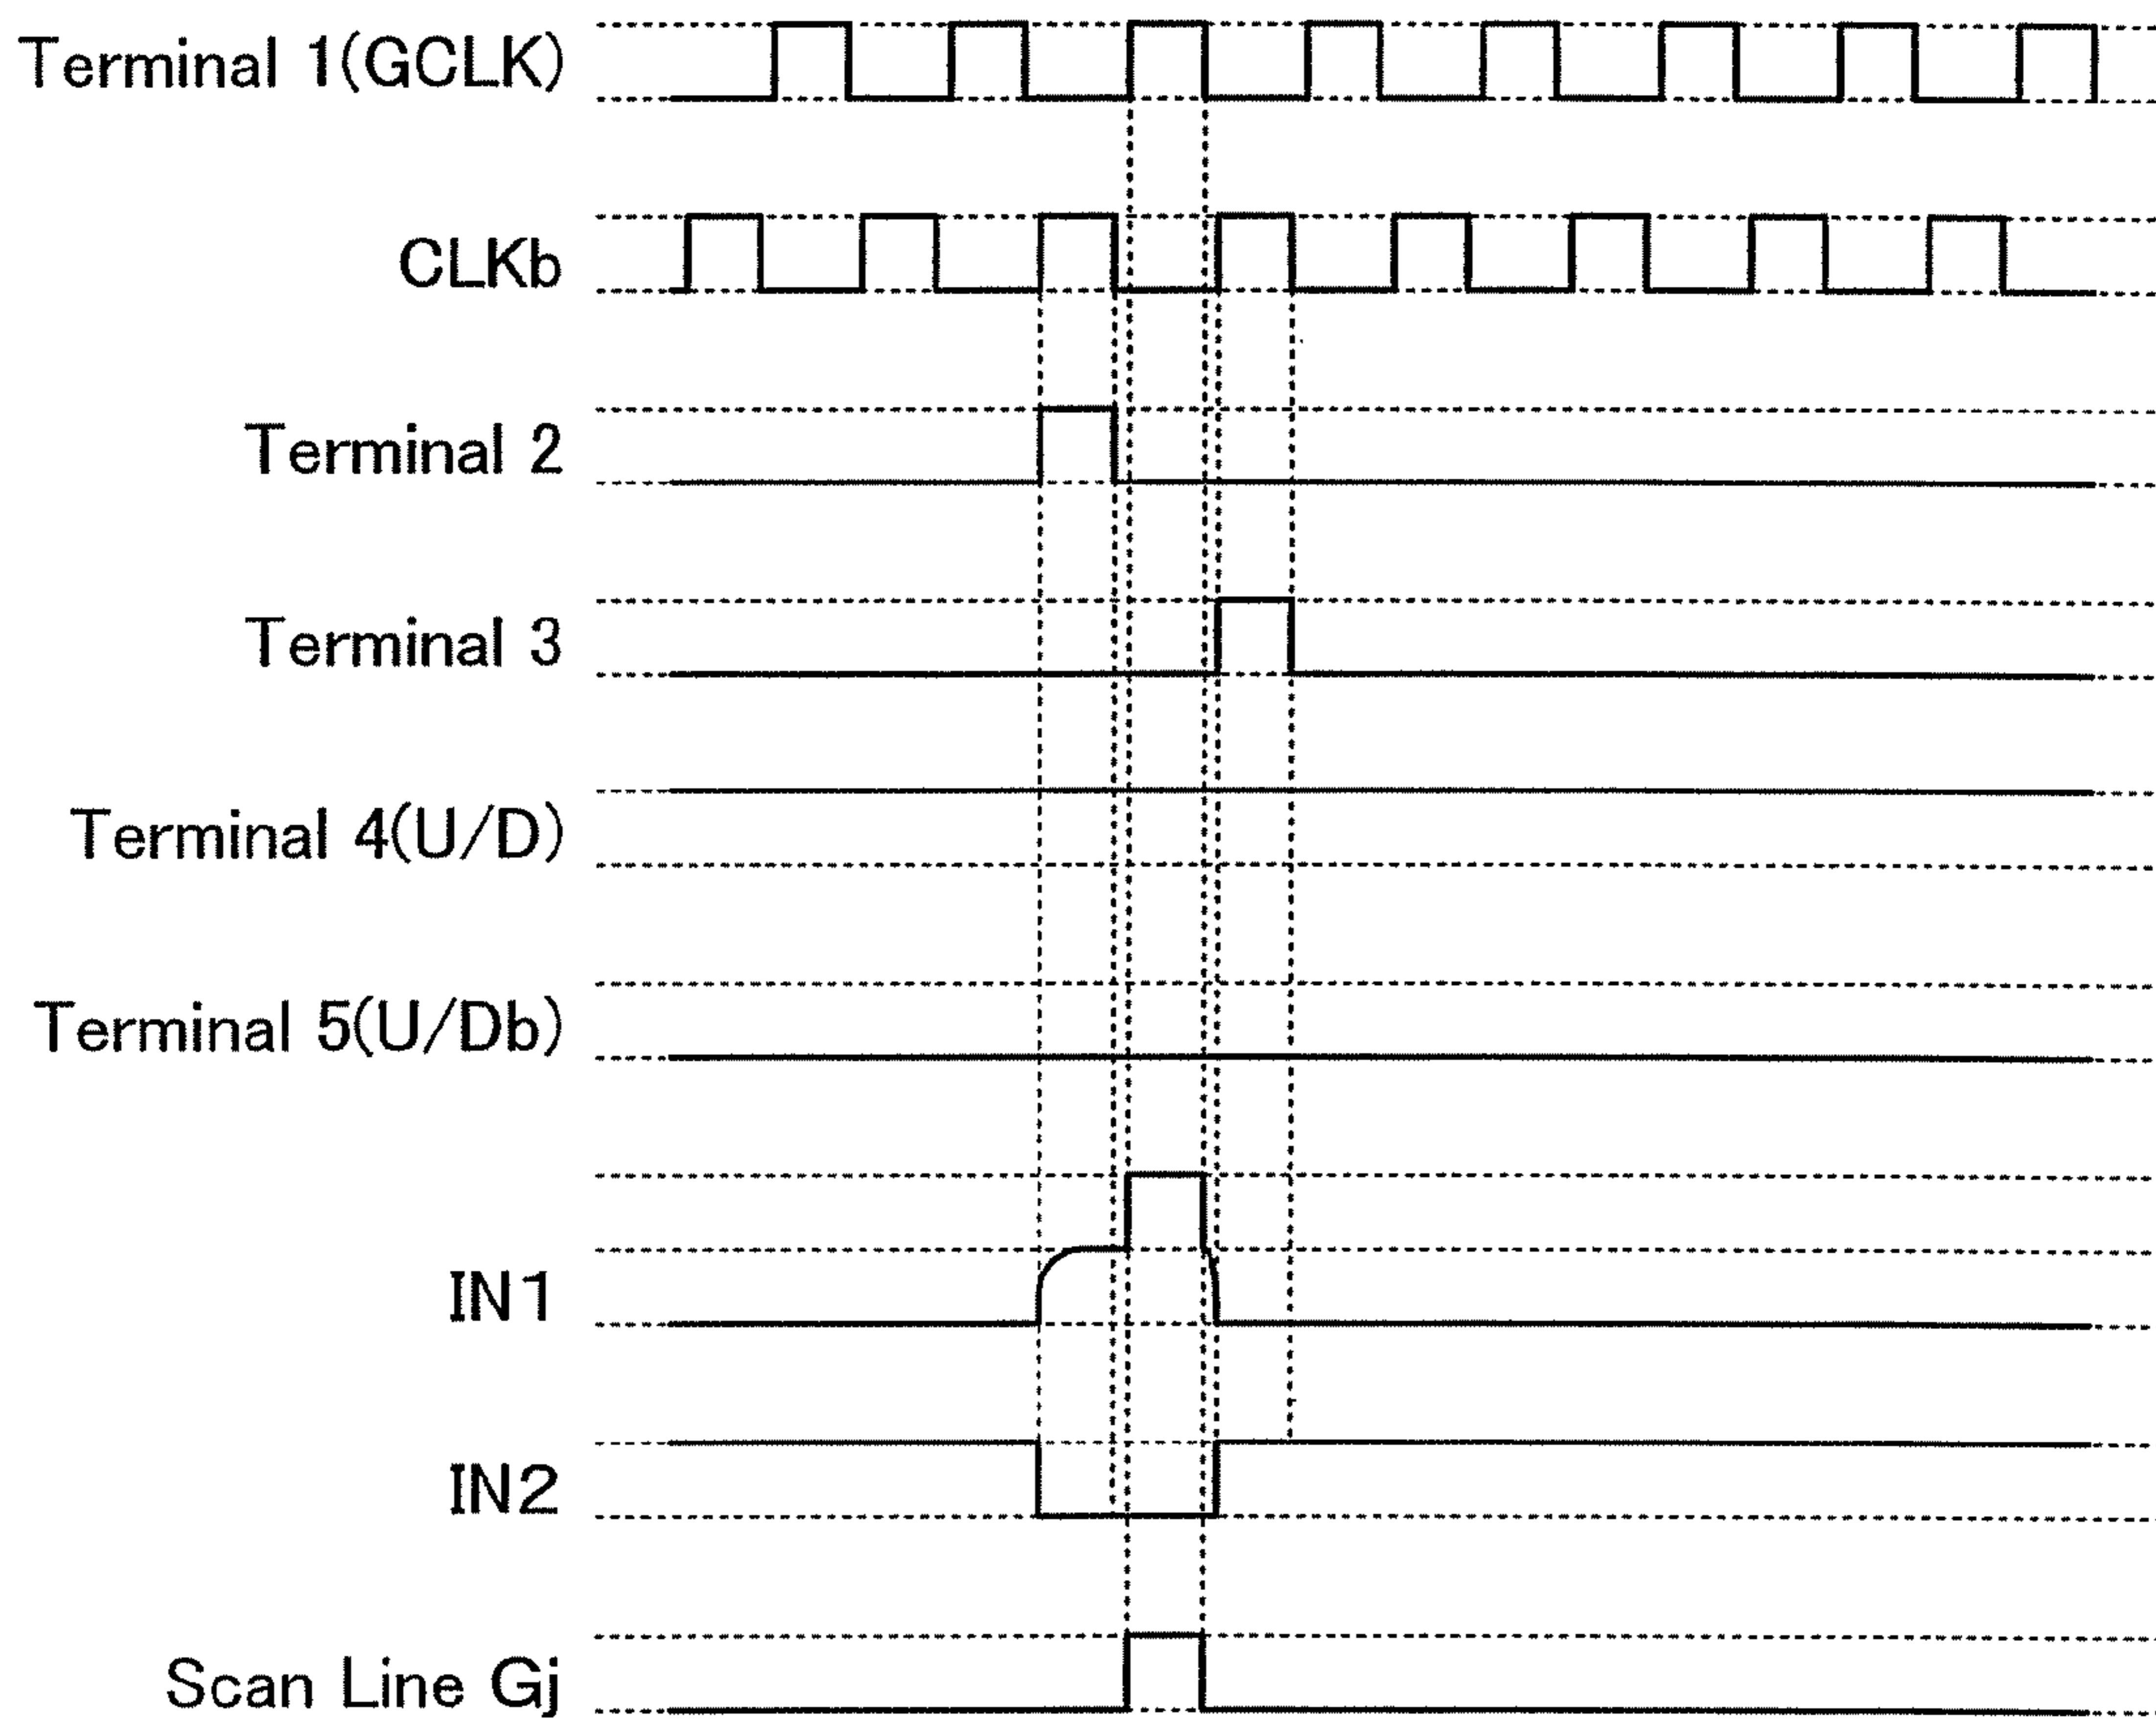 Terminal 1(GCLK)
CLKb
Terminal 2
Terminal 3
Terminal 4(U/D)
Terminal 5(U/Db)
IN1
IN2
Scan Line Gj